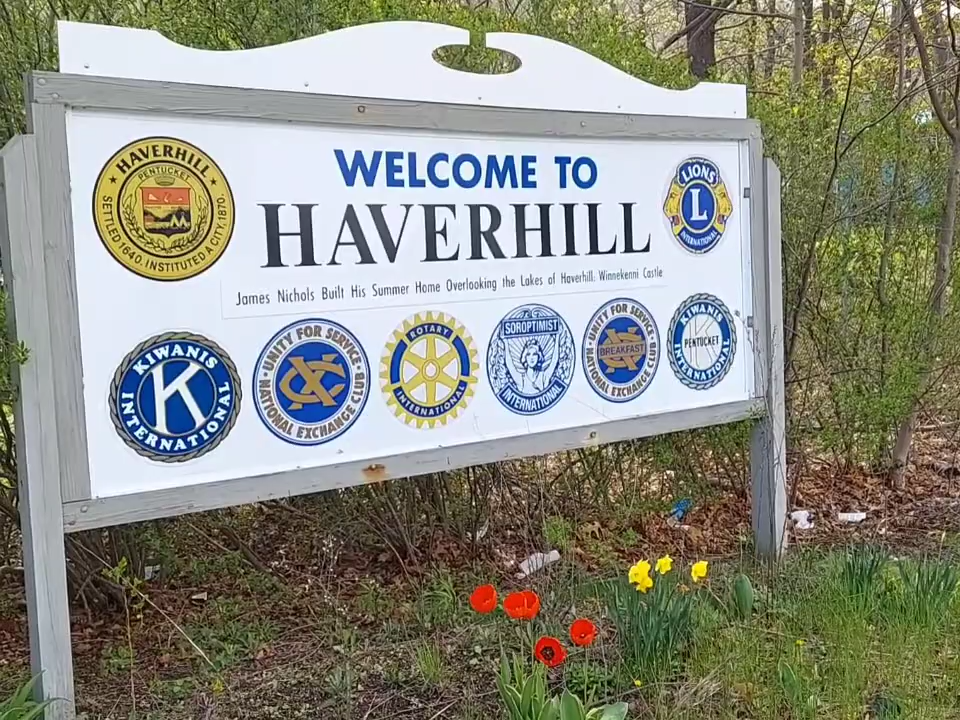 HAVERHILL
PENTUCKET
SETTLED 1640. INSTITUTED A CITY. 1870.
WELCOME TO
HAVERHILL
James Nichols Built His Summer Home Overlooking the Lakes of Haverhill: Winnekenni Castle
LIONS
L
INTERNATIONAL
KIWANIS
K
INTERNATIONAL
UNITY FOR SERVICE
NATIONAL EXCHANGE CLUB
ROTARY
INTERNATIONAL
SOROPTIMIST
INTERNATIONAL
UNITY FOR SERVICE
BREAKFAST
NATIONAL EXCHANGE CLUB
KIWANIS
K
PENTUCKET
INTERNATIONAL